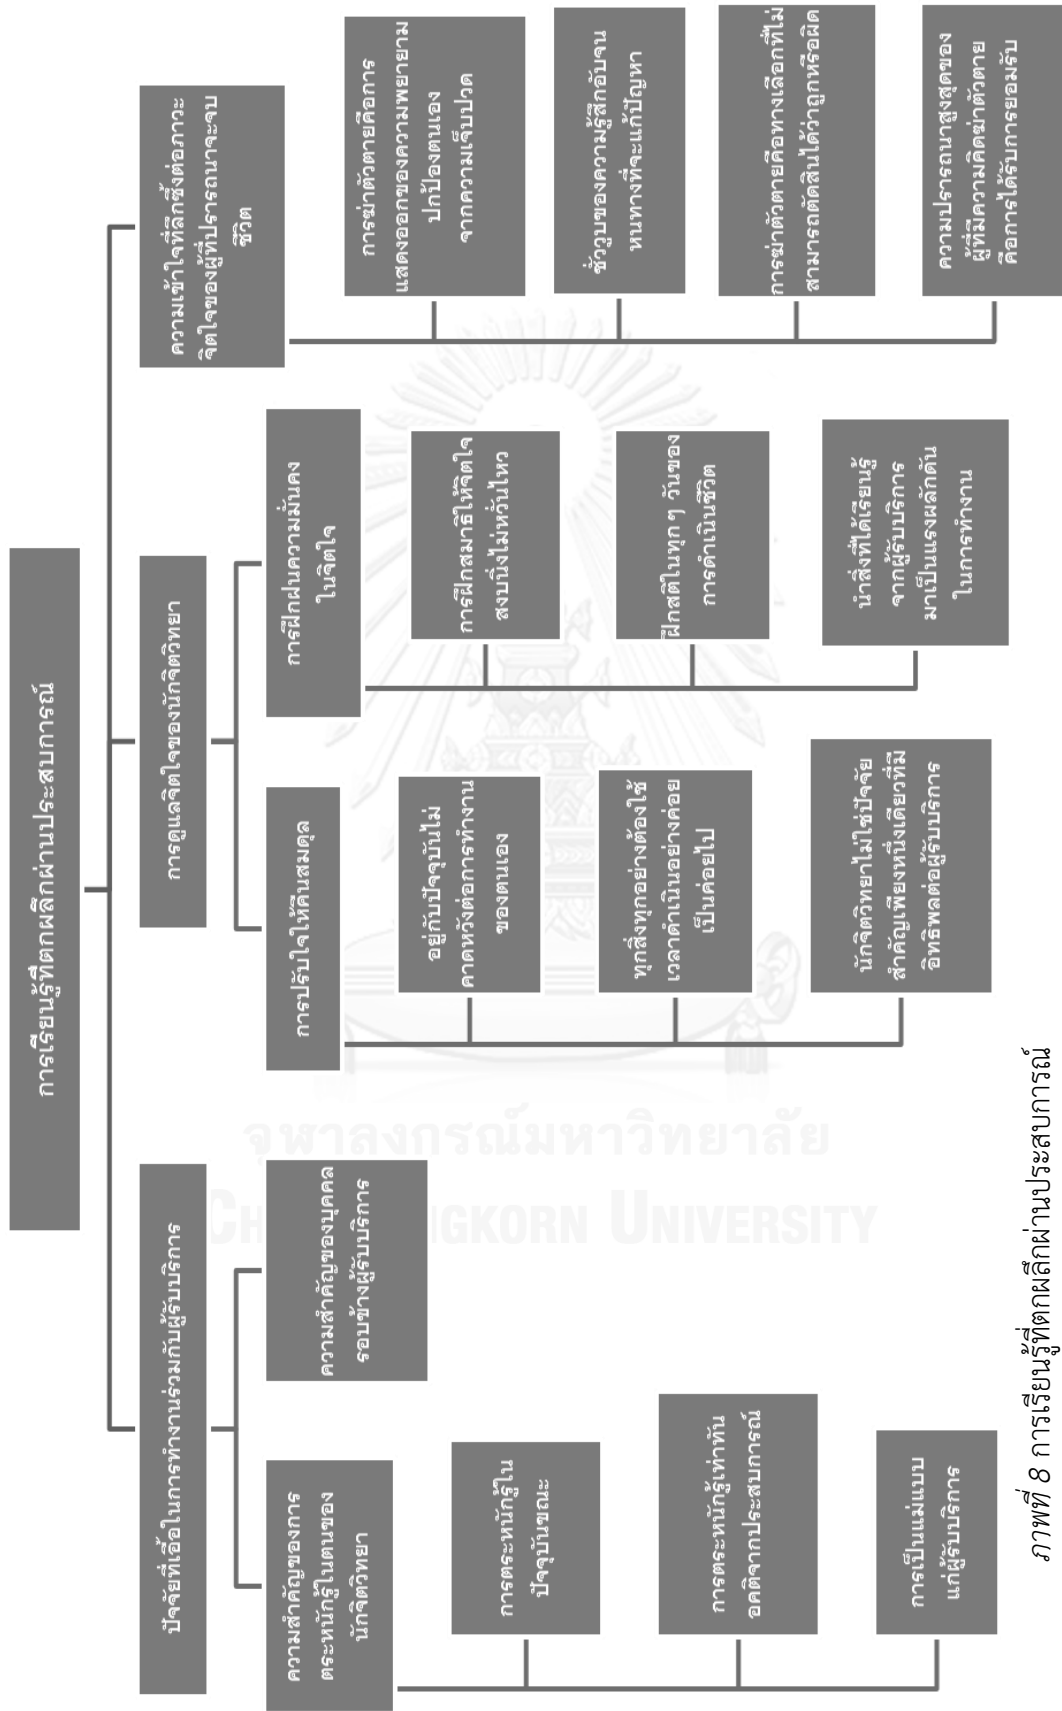 การเรียนรู้ที่ตกผลึกผ่านประสบการณ์
ปัจจัยที่เอื้อในการทำงานร่วมกับผู้รับบริการ
ความสำคัญของการ
ตระหนักรู้ในตนของ
นักจิตวิทยา
การตระหนักรู้ใน
ปัจจุบันขณะ
การตระหนักรู้เท่าทัน
อคติจากประสบการณ์
การเป็นแม่แบบ
แก่ผู้รับบริการ
ความสำคัญของบุคคล
รอบข้างผู้รับบริการ
การดูแลจิตใจของนักจิตวิทยา
การปรับใจให้คืนสมดุล
อยู่กับปัจจุบันไม่
คาดหวังต่อการทำงาน
ของตนเอง
ทุกสิ่งทุกอย่างต้องใช้
เวลาดำเนินอย่างค่อย
เป็นค่อยไป
นักจิตวิทยาไม่ใช่ปัจจัย
สำคัญเพียงหนึ่งเดียวที่มี
อิทธิพลต่อผู้รับบริการ
การฝึกฝนความมั่นคง
ในจิตใจ
การฝึกสมาธิให้จิตใจ
สงบนิ่งไม่หวั่นไหว
ฝึกสติในทุก ๆ วันของ
การดำเนินชีวิต
นำสิ่งที่ได้เรียนรู้
จากผู้รับบริการ
มาเป็นแรงผลักดัน
ในการทำงาน
ความเข้าใจที่ลึกซึ้งต่อภาวะ
จิตใจของผู้ที่ปรารถนาจะจบ
ชีวิต
การฆ่าตัวตายคือการ
แสดงออกของความพยายาม
ปกป้องตนเอง
จากความเจ็บปวด
ชั่ววูบของความรู้สึกอับจน
หนทางที่จะแก้ปัญหา
การฆ่าตัวตายคือทางเลือกที่ไม่
สามารถตัดสินได้ว่าถูกหรือผิด
ความปรารถนาสูงสุดของ
ผู้ที่มีความคิดฆ่าตัวตาย
คือการได้รับการยอมรับ
จุฬาลงกรณ์มหาวิทยาลัย
UNIVERSITY
ภาพที่ 8 การเรียนรู้ที่ตกผลึกผ่านประสบการณ์